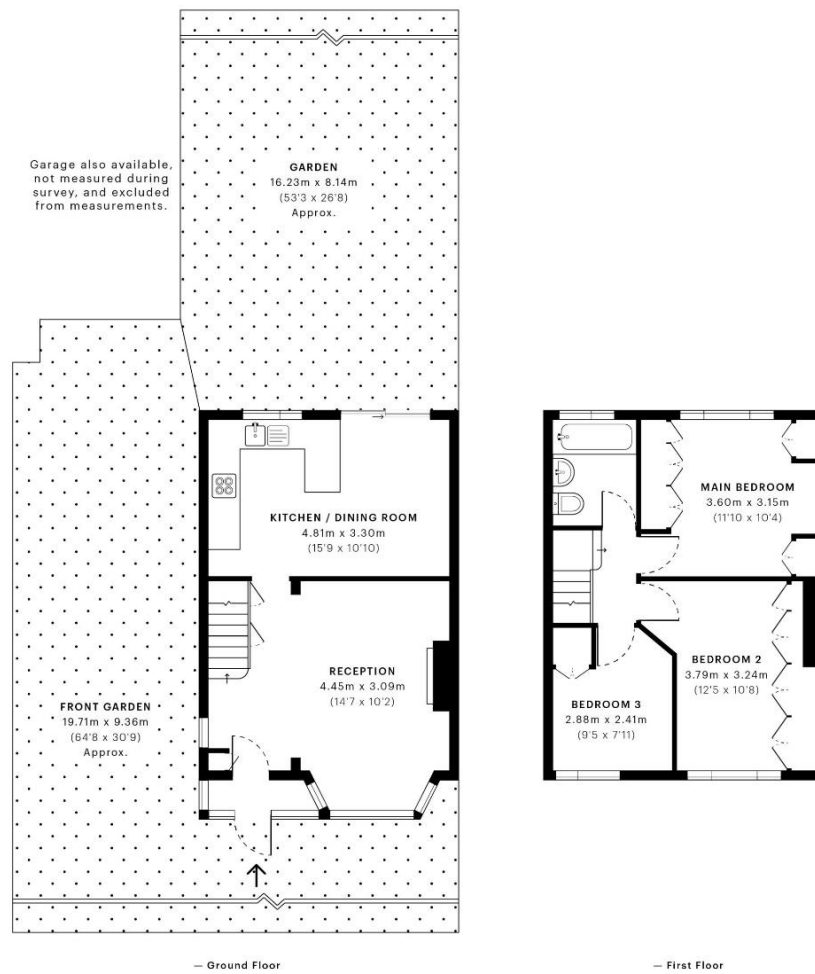 Garage also available,
not measured during
survey, and excluded
from measurements.
GARDEN
16.23m x 8.14m
(53'3 x 26'8)
Approx.
KITCHEN / DINING ROOM
4.81m x 3.30m
(15'9 x 10'10)
RECEPTION
4.45m x 3.09m
(14'7 x 10'2)
FRONT GARDEN
19.71m x 9.36m
(64'8 x 30'9)
Approx.
— Ground Floor
MAIN BEDROOM
3.60m x 3.15m
(11'10 x 10'4)
BEDROOM 2
3.79m x 3.24m
(12'5 x 10'8)
BEDROOM 3
2.88m x 2.41m
(9'5 x 7'11)
— First Floor